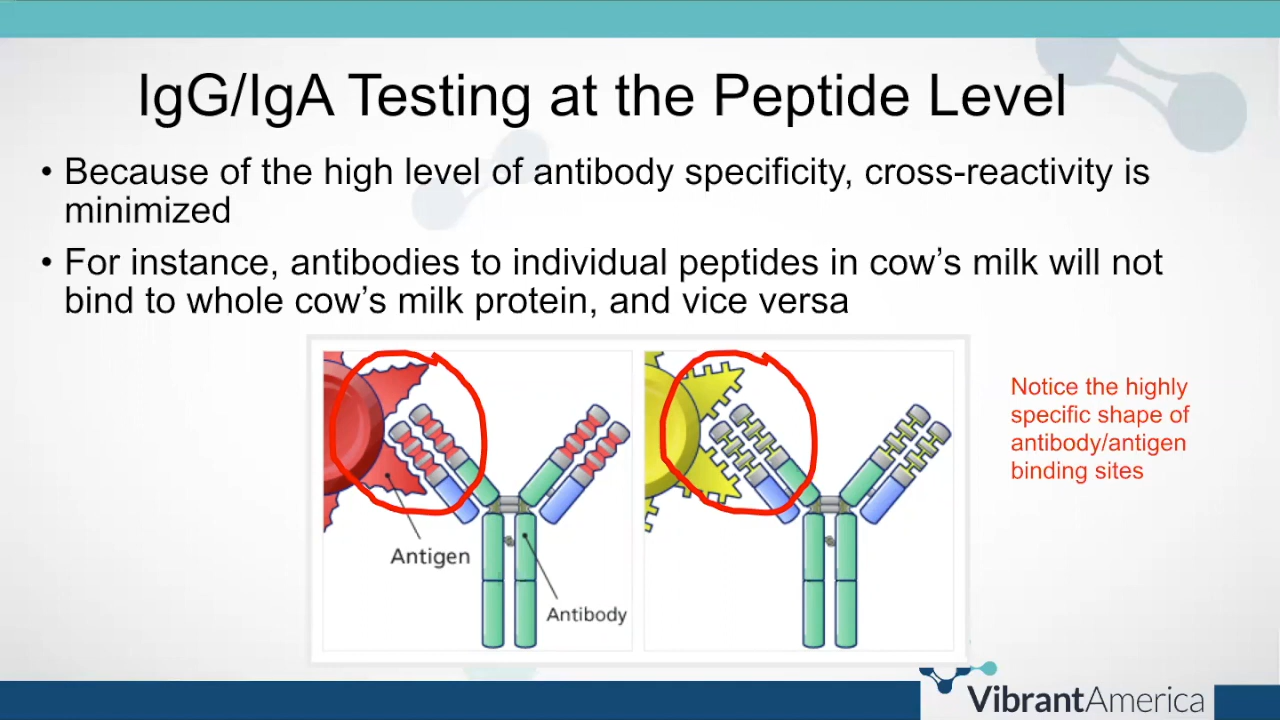 IgG/IgA Testing at the Peptide Level
• Because of the high level of antibody specificity, cross-reactivity is
minimized
• For instance, antibodies to individual peptides in cow’s milk will not
bind to whole cow’s milk protein, and vice versa
Notice the highly
specific shape of
antibody/antigen
binding sites
Antigen
Antibody
VibrantAmerica